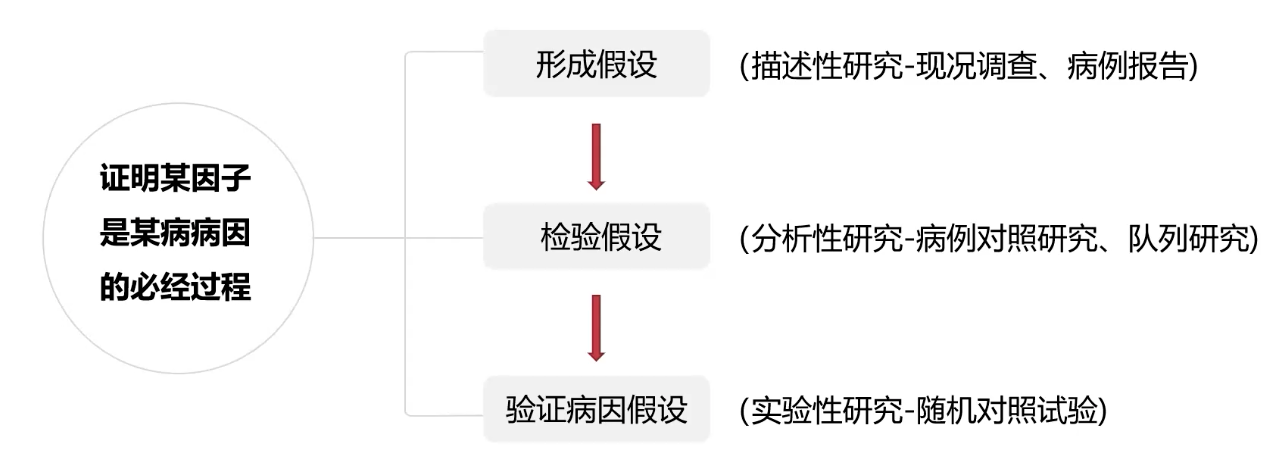 证明某因子
是某病病因
的必经过程
形成假设
(描述性研究-现况调查、病例报告)
检验假设
(分析性研究-病例对照研究、队列研究)
验证病因假设
(实验性研究-随机对照试验)